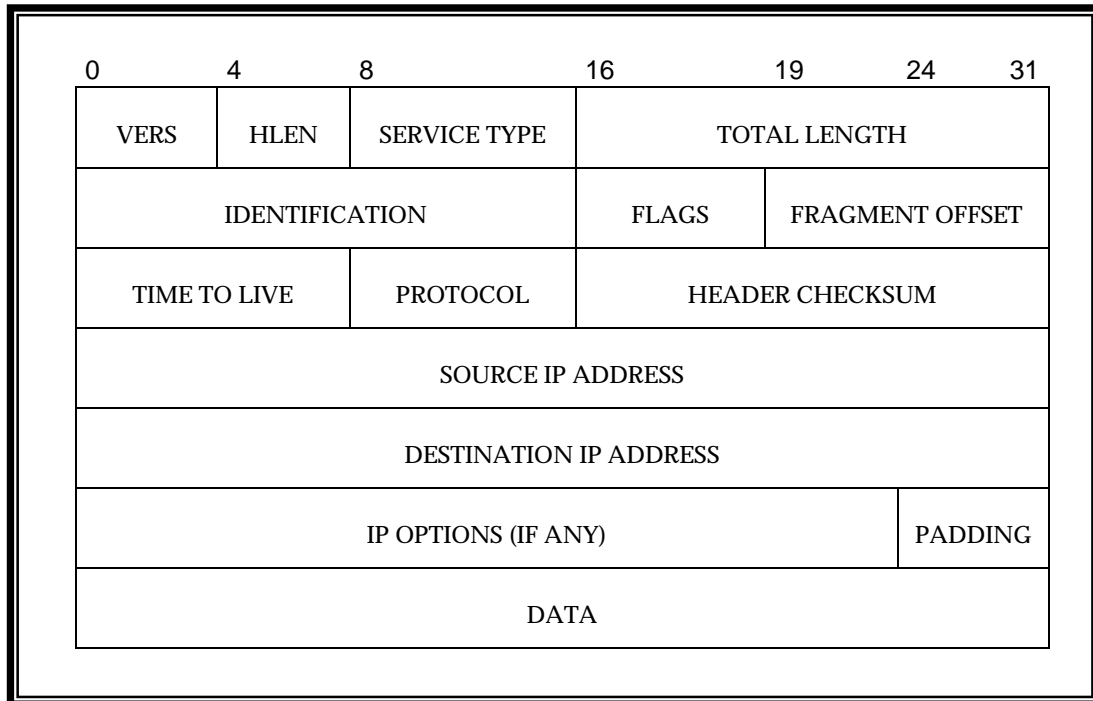 0 4 8 16 19 24 31
VERS HLEN SERVICE TYPE TOTAL LENGTH
IDENTIFICATION FLAGS FRAGMENT OFFSET
TIME TO LIVE PROTOCOL HEADER CHECKSUM
SOURCE IP ADDRESS
DESTINATION IP ADDRESS
IP OPTIONS (IF ANY) PADDING
DATA